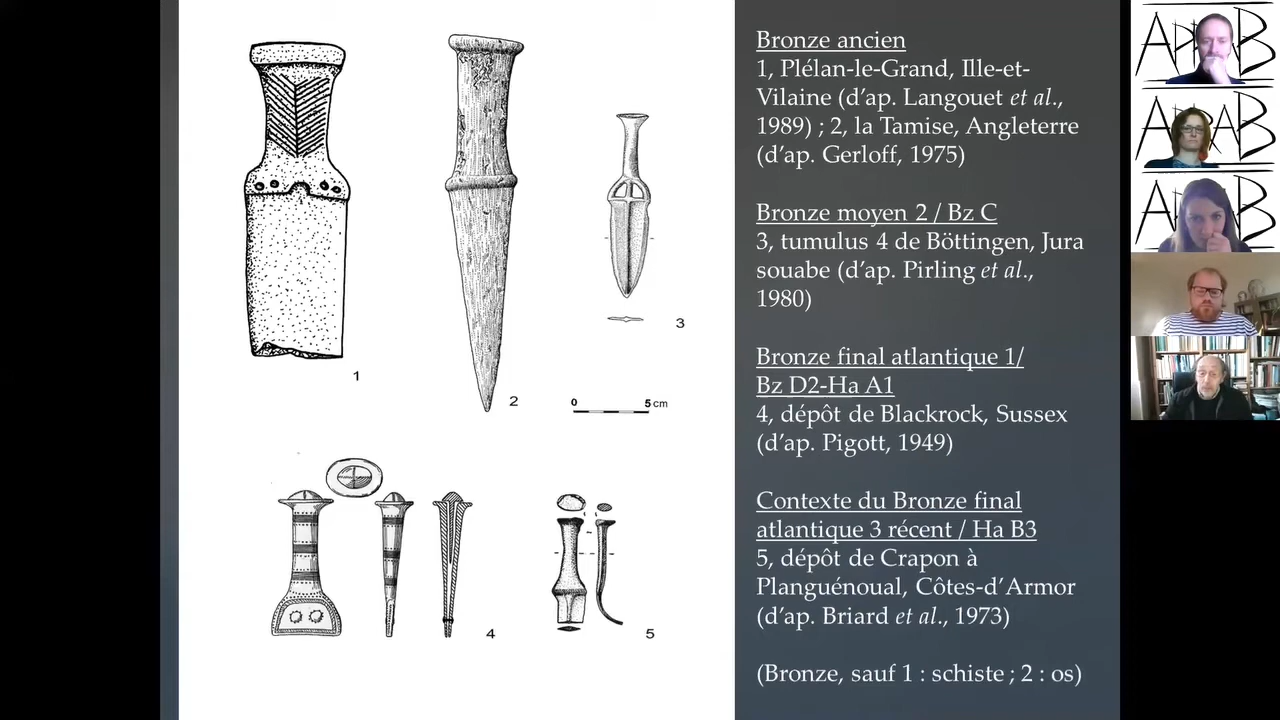 1
2
3
0 5 cm
4
5
Bronze ancien
1, Plélan-le-Grand, Ille-et-
Vilaine (d’ap. Langouet et al.,
1989) ; 2, la Tamise, Angleterre
(d’ap. Gerloff, 1975)
Bronze moyen 2 / Bz C
3, tumulus 4 de Böttingen, Jura
souabe (d’ap. Pirling et al.,
1980)
Bronze final atlantique 1/
Bz D2-Ha A1
4, dépôt de Blackrock, Sussex
(d’ap. Pigott, 1949)
Contexte du Bronze final
atlantique 3 récent / Ha B3
5, dépôt de Crapon à
Planguénoual, Côtes-d’Armor
(d’ap. Briard et al., 1973)
(Bronze, sauf 1 : schiste ; 2 : os)